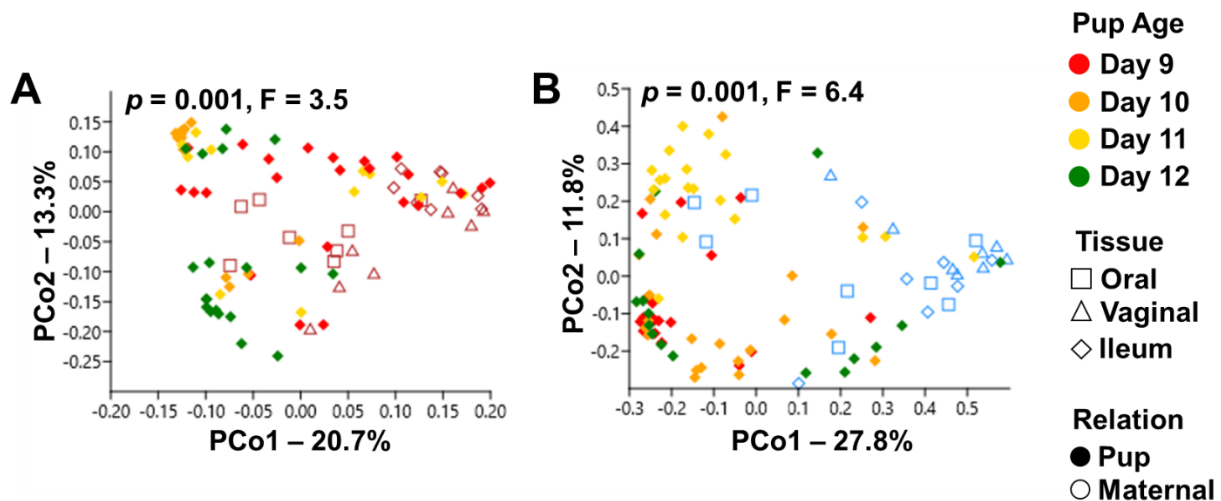 A
p = 0.001, F = 3.5
PCo2 – 13.3%
0.15
0.10
0.05
0.00
-0.05
-0.10
-0.15
-0.20
-0.25
-0.20 -0.10 -0.05 0.00 0.05 0.10 0.15 0.20
PCo1 – 20.7%
B
p = 0.001, F = 6.4
PCo2 – 11.8%
0.5
0.4
0.3
0.2
0.1
0.0
-0.1
-0.2
-0.3 -0.2 -0.1 0.0 0.1 0.2 0.3 0.4 0.5
PCo1 – 27.8%
Pup Age
Day 9
Day 10
Day 11
Day 12
Tissue
Oral
Vaginal
Ileum
Relation
Pup
Maternal